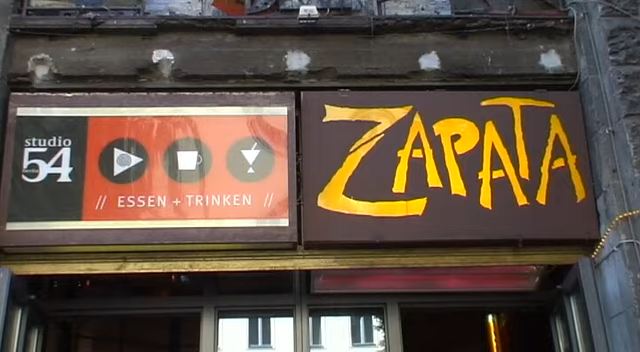 studio
54
// ESSEN + TRINKEN //
ZAPATA